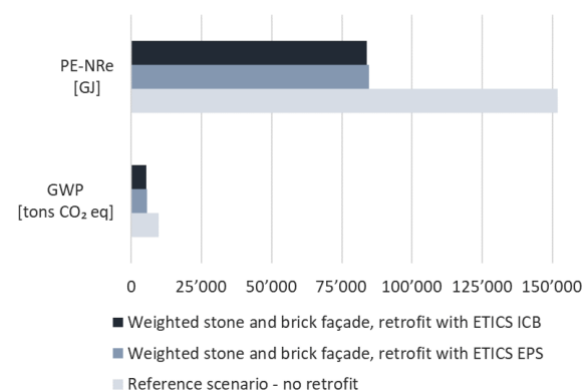 PE-NRe
[GJ]
GWP
[tons CO₂ eq]
0 25’000 50’000 75’000 100’000 125’000 150’000
Weighted stone and brick façade, retrofit with ETICS ICB
Weighted stone and brick façade, retrofit with ETICS EPS
Reference scenario - no retrofit